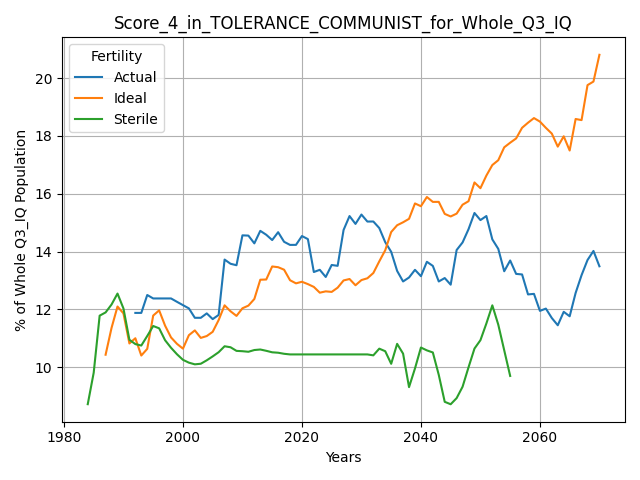 Score_4_in_TOLERANCE_COMMUNIST_for_Whole_Q3_IQ
Fertility
Actual
Ideal
Sterile
% of Whole Q3_IQ Population
20
18
16
14
12
10
1980
2000
2020
2040
2060
Years